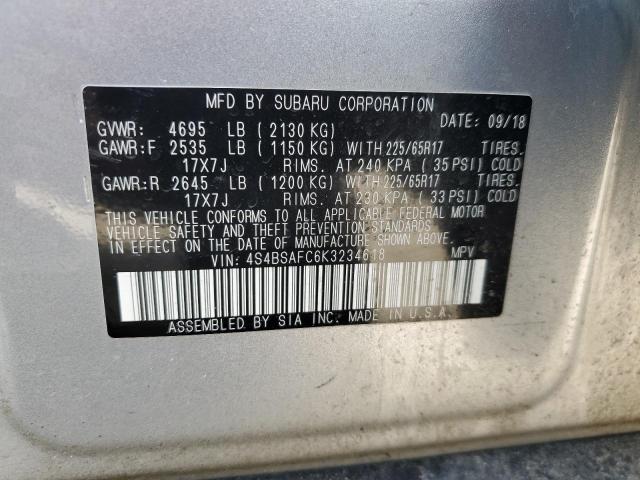 MFD BY SUBARU CORPORATION DATE: 09/18
GVWR: 4695 LB ( 2130 KG)
GAWR:F 2535 LB ( 1150 KG) WITH 225/65R17 TIRES.
17X7J RIMS. AT 240 KPA ( 35 PSI) COLD
GAWR:R 2645 LB ( 1200 KG) WITH 225/65R17 TIRES.
17X7J RIMS. AT 230 KPA ( 33 PSI) COLD
THIS VEHICLE CONFORMS TO ALL APPLICABLE FEDERAL MOTOR
VEHICLE SAFETY AND THEFT PREVENTION STANDARDS
IN EFFECT ON THE DATE OF MANUFACTURE SHOWN ABOVE.
VIN: 4S4BSAFC6K3234618 MPV
ASSEMBLED BY SIA INC. MADE IN U.S.A.